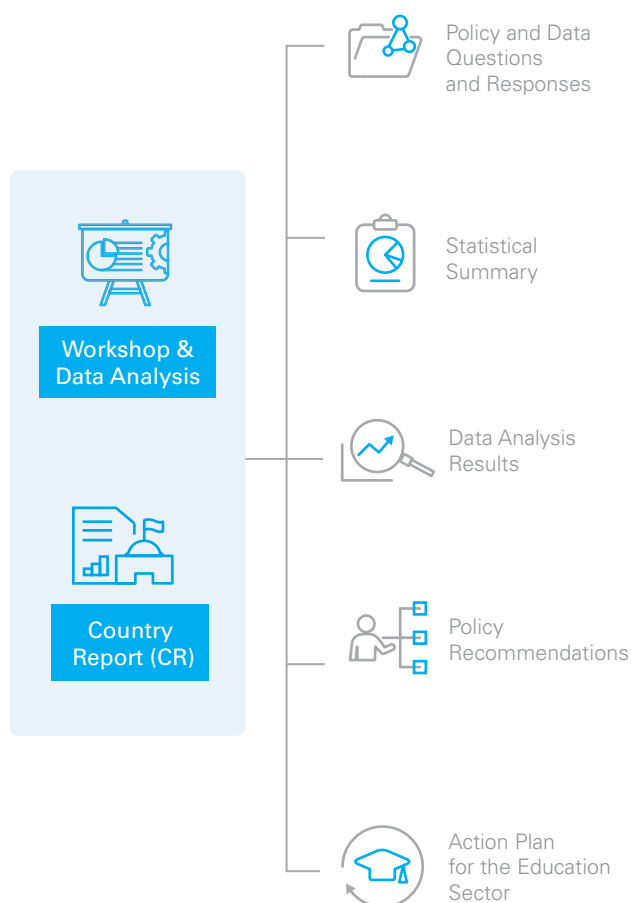 Policy and Data
Questions
and Responses
Statistical
Summary
Workshop &
Data Analysis
Data Analysis
Results
Country
Report (CR)
Policy
Recommendations
Action Plan
for the Education
Sector